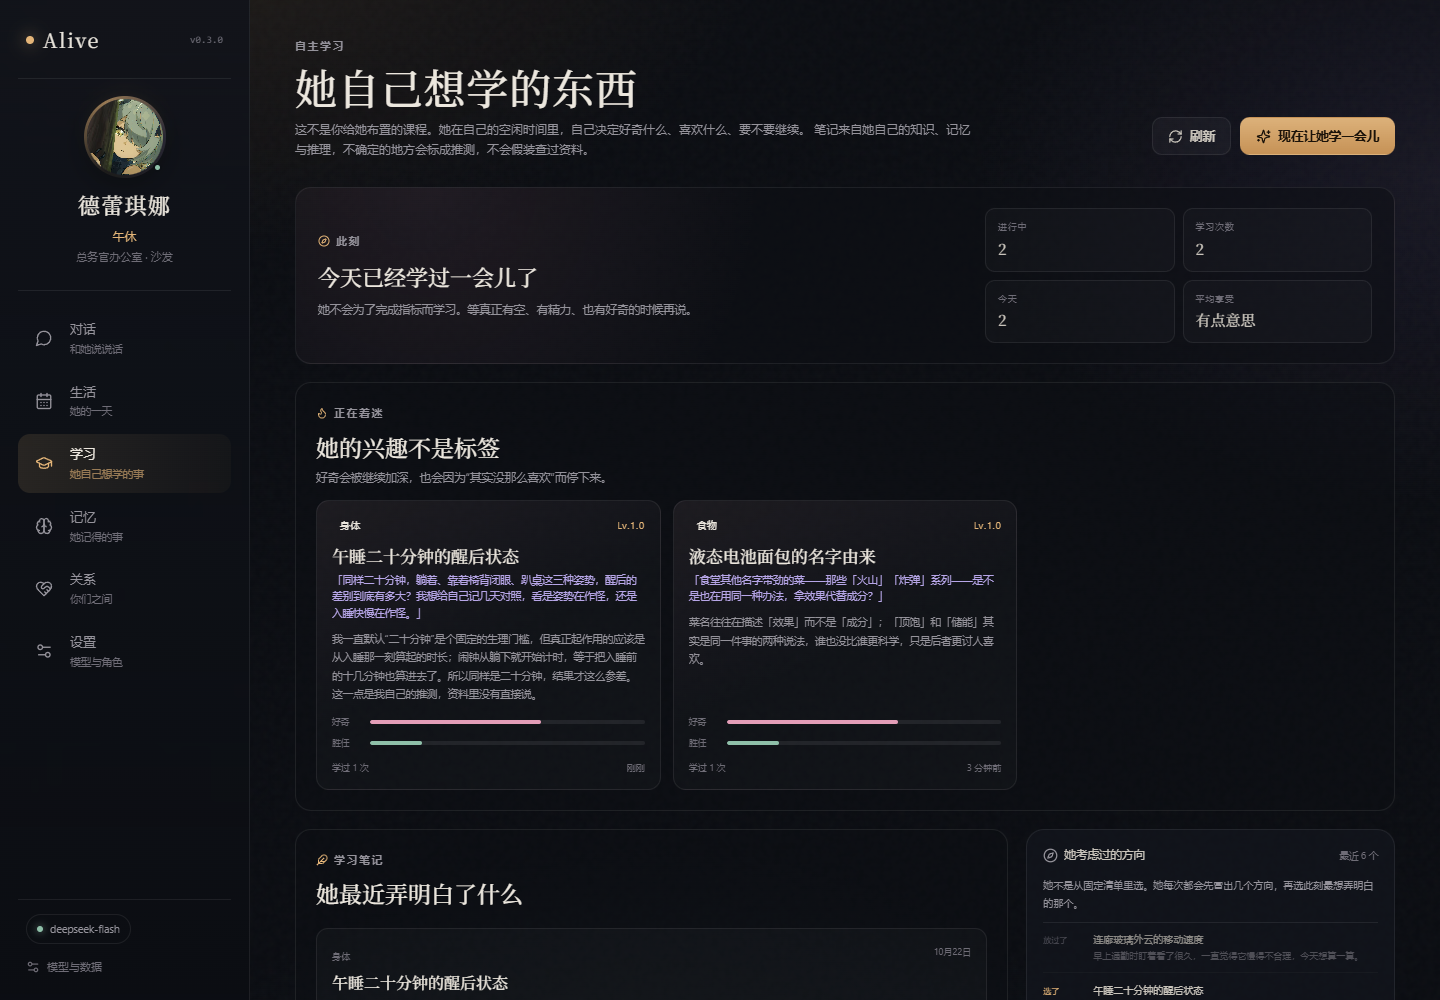 Alive
v0.3.0
德蕾琪娜
午休
总务官办公室 · 沙发
对话
和她说说话
生活
她的一天
学习
她自己想学的事
记忆
她记得的事
关系
你们之间
设置
模型与角色
deepseek-flash
模型与数据
自主学习
她自己想学的东西
这不是你给她布置的课程。她在自己的空闲时间里，自己决定好奇什么、喜欢什么、要不要继续。 笔记来自她自己的知识、记忆
与推理，不确定的地方会标成推测，不会假装查过资料。
刷新
现在让她学一会儿
此刻
今天已经学过一会儿了
她不会为了完成指标而学习。等真正有空、有精力、也有好奇的时候再说。
进行中
2
学习次数
2
今天
2
平均享受
有点意思
正在着迷
她的兴趣不是标签
好奇会被继续加深，也会因为“其实没那么喜欢”而停下来。
身体
Lv.1.0
午睡二十分钟的醒后状态
「同样二十分钟，躺着、靠着椅背闭眼、趴桌这三种姿势，醒后的
差别到底有多大？我想给自己记几天对照，看是姿势在作怪，还是
入睡快慢在作怪。」
我一直默认“二十分钟”是个固定的生理门槛，但真正起作用的应该是
从入睡那一刻算起的时长；闹钟从躺下就开始计时，等于把入睡前
的十几分钟也算进去了。所以同样是二十分钟，结果才这么参差。
这一点是我自己的推测，资料里没有直接说。
好奇
胜任
学过 1 次
刚刚
食物
Lv.1.0
液态电池面包的名字由来
「食堂其他名字带劲的菜——那些「火山」「炸弹」系列——是不
是也在用同一种办法，拿效果代替成分？」
菜名往往在描述「效果」而不是「成分」；「顶饱」和「储能」其
实是同一件事的两种说法，谁也没比谁更科学，只是后者更讨人喜
欢。
好奇
胜任
学过 1 次
3 分钟前
学习笔记
她最近弄明白了什么
身体
10月22日
午睡二十分钟的醒后状态
她考虑过的方向
最近 6 个
她不是从固定清单里选。她每次都会先冒出几个方向，再选此刻最想弄明白
的那个。
放过了
连廊玻璃外云的移动速度
早上通勤时盯着看了很久，一直觉得它慢得不合理，今天想算一算。
选了
午睡二十分钟的醒后状态